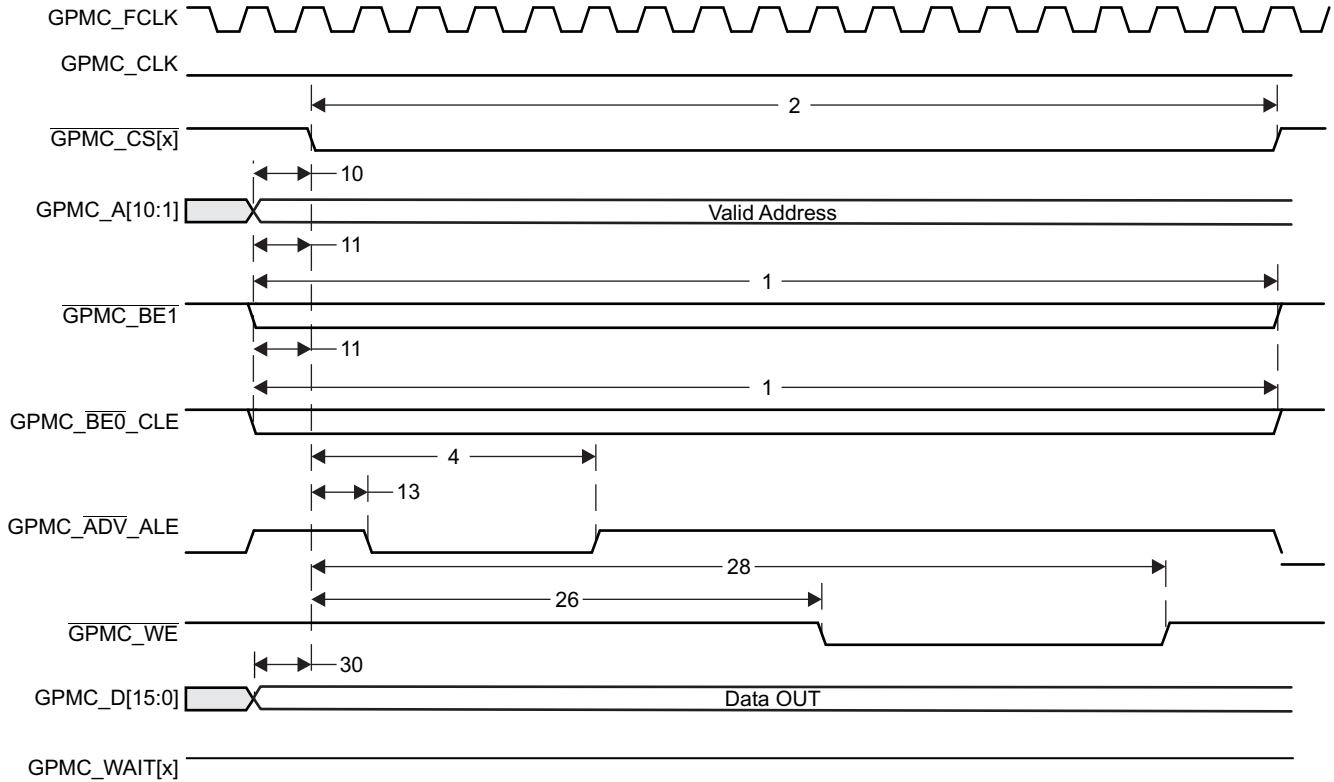 GPMC_FCLK
GPMC_CLK
2
GPMC_CS[x]
10
GPMC_A[10:1]
Valid Address
11
1
GPMC_BE1
11
1
GPMC_BE0_CLE
4
13
GPMC_ADV_ALE
28
26
GPMC_WE
30
GPMC_D[15:0]
Data OUT
GPMC_WAIT[x]